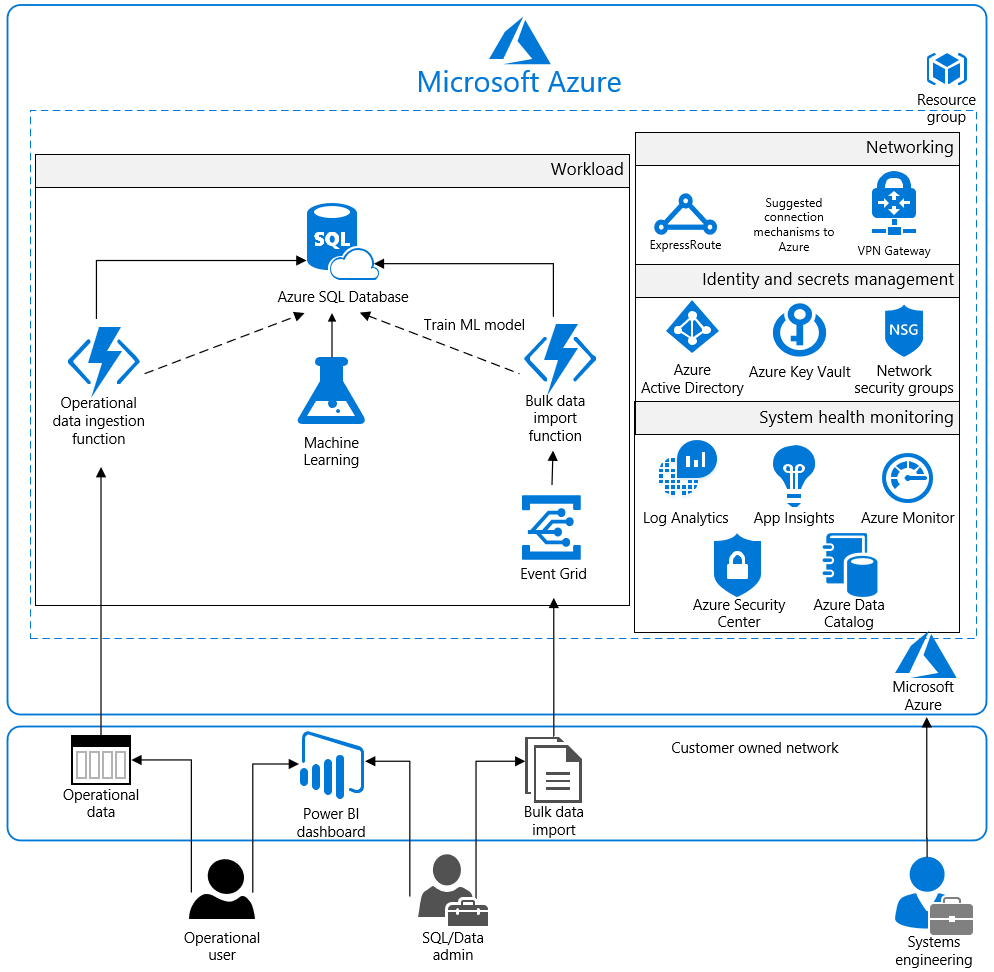 Microsoft Azure
Resource
group
Networking
Workload
SQL
Azure SQL Database
ExpressRoute
Suggested
connection
mechanisms to
Azure
VPN Gateway
Identity and secrets management
Train ML model
NSG
Azure
Active Directory
Azure Key Vault
Network
security groups
Operational
data ingestion
function
Machine
Learning
Bulk data
import
function
System health monitoring
Log Analytics
App Insights
Azure Monitor
Event Grid
Azure Security
Center
Azure Data
Catalog
Microsoft
Azure
Customer owned network
Operational
data
Power BI
dashboard
Bulk data
import
Operational
user
SQL/Data
admin
Systems
engineering